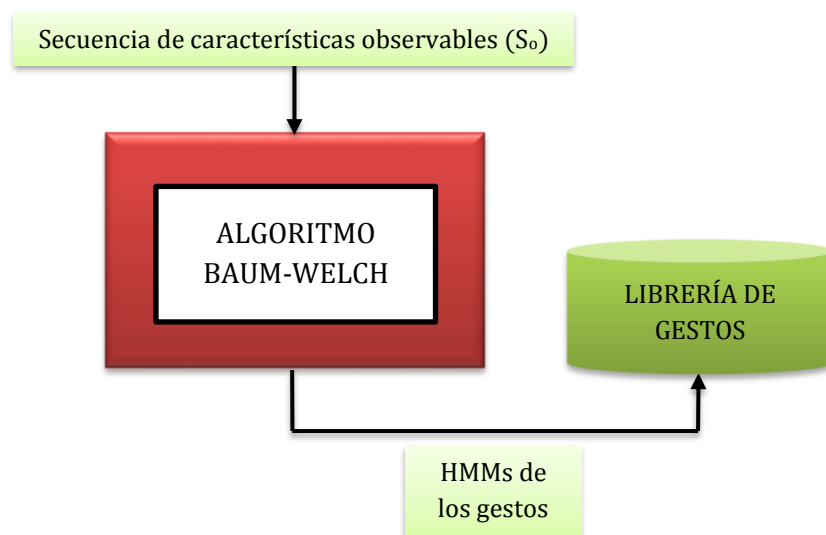 Secuencia de características observables (Sₒ)
ALGORITMO
BAUM-WELCH
LIBRERÍA DE
GESTOS
HMMs de
los gestos